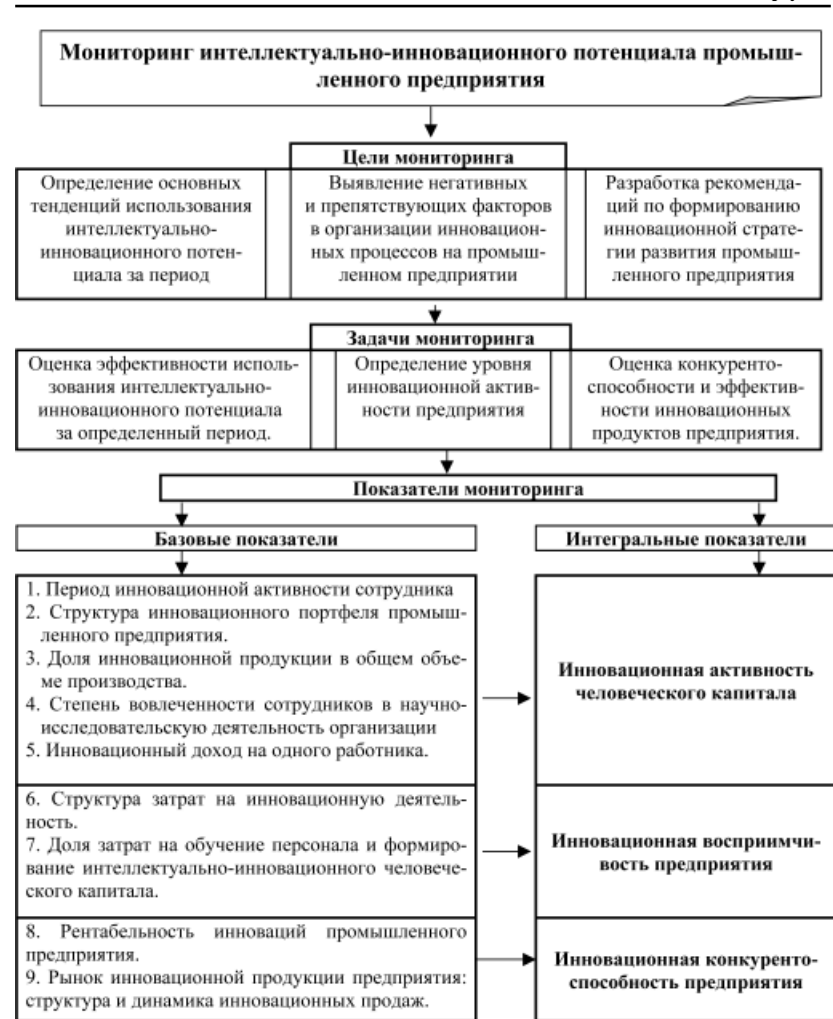 Мониторинг интеллектуально-инновационного потенциала промыш-
ленного предприятия
Цели мониторинга
Определение основных
тенденций использования
интеллектуально-
инновационного потен-
циала за период
Выявление негативных
и препятствующих факторов
в организации инновацион-
ных процессов на промыш-
ленном предприятии
Разработка рекоменда-
ций по формированию
инновационной страте-
гии развития промыш-
ленного предприятия
Задачи мониторинга
Оценка эффективности исполь-
зования интеллектуально-
инновационного потенциала
за определенный период.
Определение уровня
инновационной актив-
ности предприятия
Оценка конкуренто-
способности и эффектив-
ности инновационных
продуктов предприятия.
Показатели мониторинга
Базовые показатели
Интегральные показатели
1. Период инновационной активности сотрудника
2. Структура инновационного портфеля промыш-
ленного предприятия.
3. Доля инновационной продукции в общем объе-
ме производства.
4. Степень вовлеченности сотрудников в научно-
исследовательскую деятельность организации
5. Инновационный доход на одного работника.
Инновационная активность
человеческого капитала
6. Структура затрат на инновационную деятель-
ность.
7. Доля затрат на обучение персонала и формиро-
вание интеллектуально-инновационного человече-
ского капитала.
Инновационная восприимчи-
вость предприятия
8. Рентабельность инноваций промышленного
предприятия.
9. Рынок инновационной продукции предприятия:
структура и динамика инновационных продаж.
Инновационная конкуренто-
способность предприятия